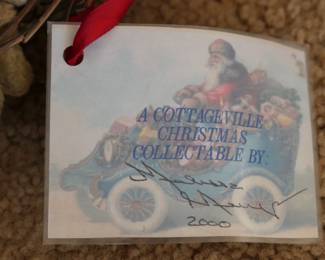 A COTTAGEVILLE
CHRISTMAS
COLLECTABLE BY:
2000